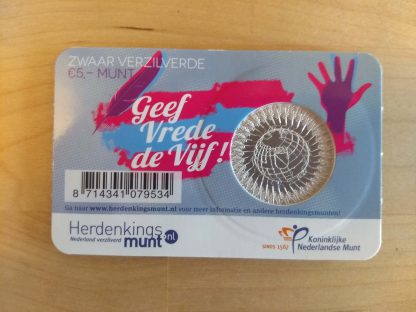 ZWAAR VERZILVERDE
€5,- MUNT
Geef
Vrede
de Vijf!
8 714341 079534
Ga naar www.herdenkingsmunt.nl voor meer informatie en andere herdenkingsmunten!
Herdenkings
Nederland verzilverd munt.nl
SINDS 1567
Koninklijke
Nederlandse Munt